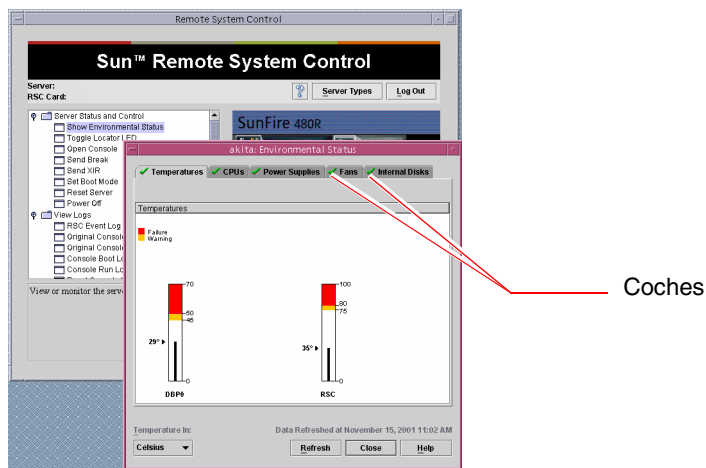 Remote System Control
Sun™ Remote System Control
Server:
RSC Card:
Server Types
Log Out
Server Status and Control
Show Environmental Status
Toggle Locator LED
Open Console
Send Break
Send XIR
Set Boot Mode
Reset Server
Power Off
View Logs
RSC Event Log
Original Consol
Original Consol
Console Boot Lo
Console Run Lo
View or monitor the serv
SunFire 480R
akita: Environmental Status
Temperatures
CPUs
Power Supplies
Fans
Internal Disks
Temperatures
Failure
Warning
70
50
45
29°
0
DBP0
100
80
75
35°
0
RSC
Temperature In:
Data Refreshed at November 15, 2001 11:02 AM
Celsius
Refresh
Close
Help
Coches